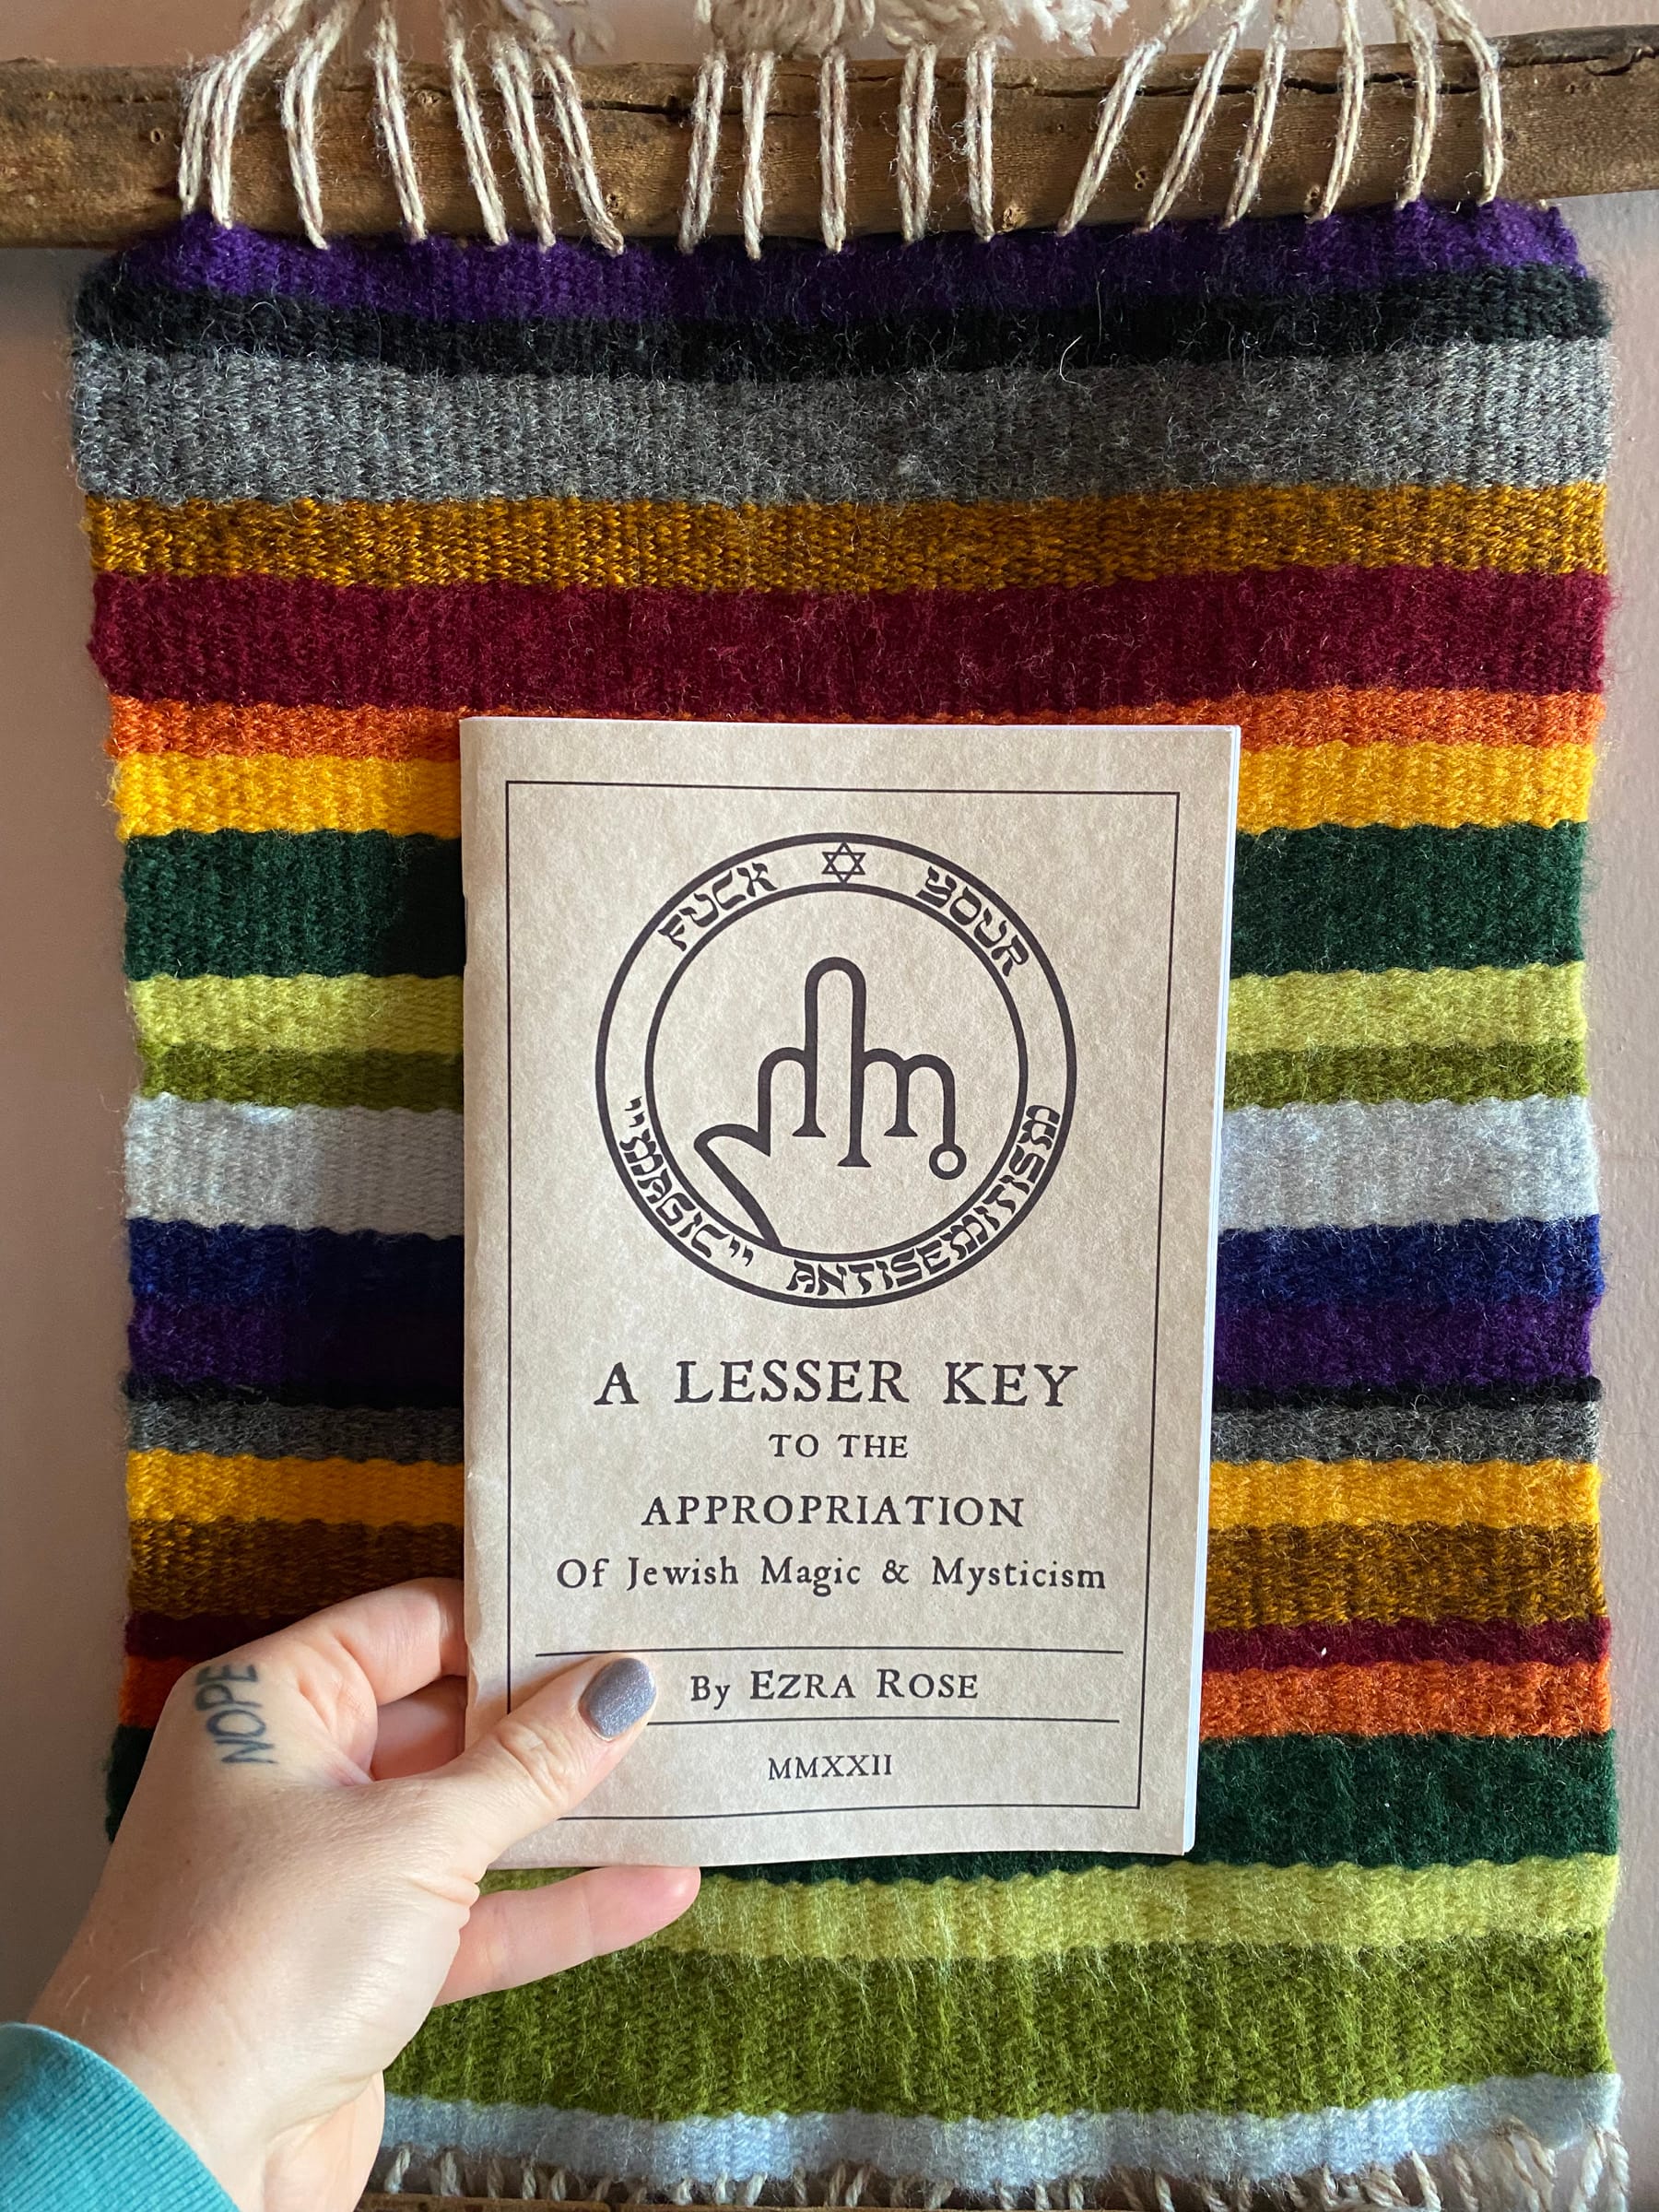 FUCK ✡ YOUR
"MAGIC" ANTISEMITISM
A LESSER KEY
TO THE
APPROPRIATION
Of Jewish Magic & Mysticism
By EZRA ROSE
MMXXII
NOPE